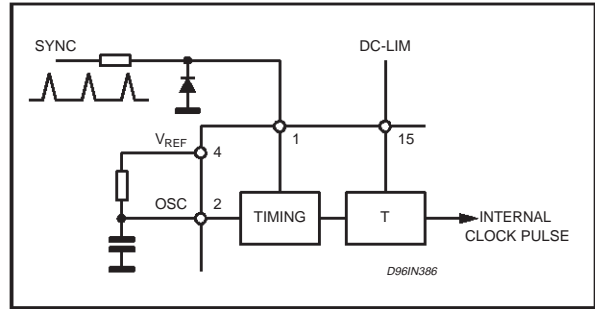 SYNC
DC-LIM
VREF
4
1
15
OSC
2
TIMING
T
INTERNAL
CLOCK PULSE
D96IN386